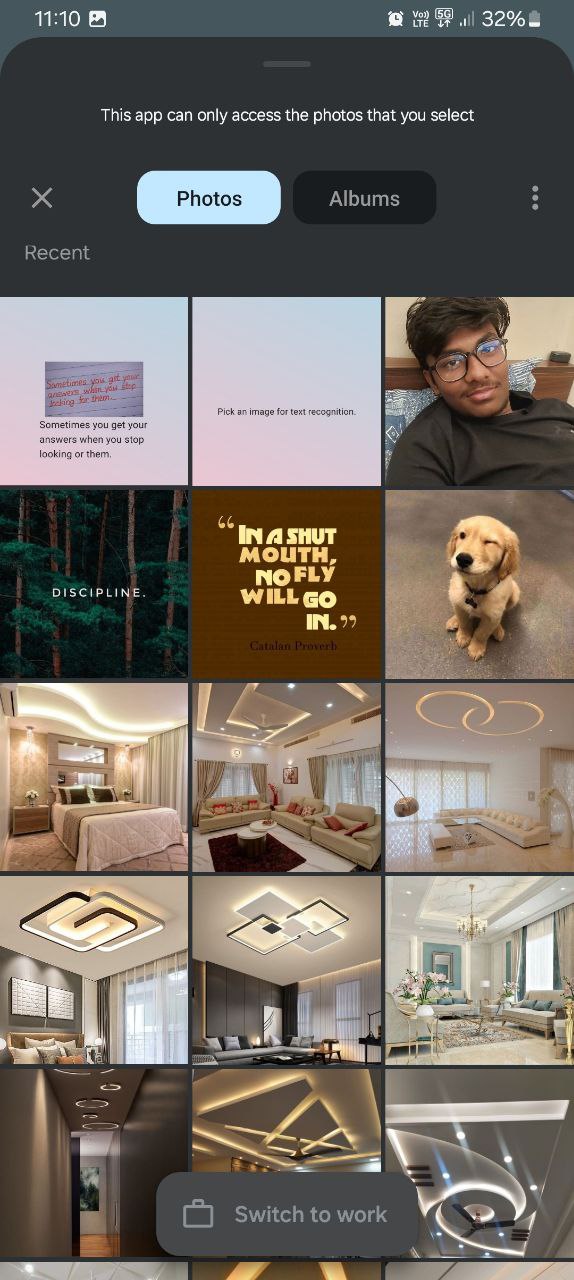 11:10
Vo)) LTE 5G 32%
This app can only access the photos that you select
Photos
Albums
Recent
Sometimes you get your
answers when you stop
looking for them...
Sometimes you get your
answers when you stop
looking or them.
Pick an image for text recognition.
DISCIPLINE.
“IN A SHUT
MOUTH,
NO FLY
WILL GO
IN.”
Catalan Proverb
Switch to work